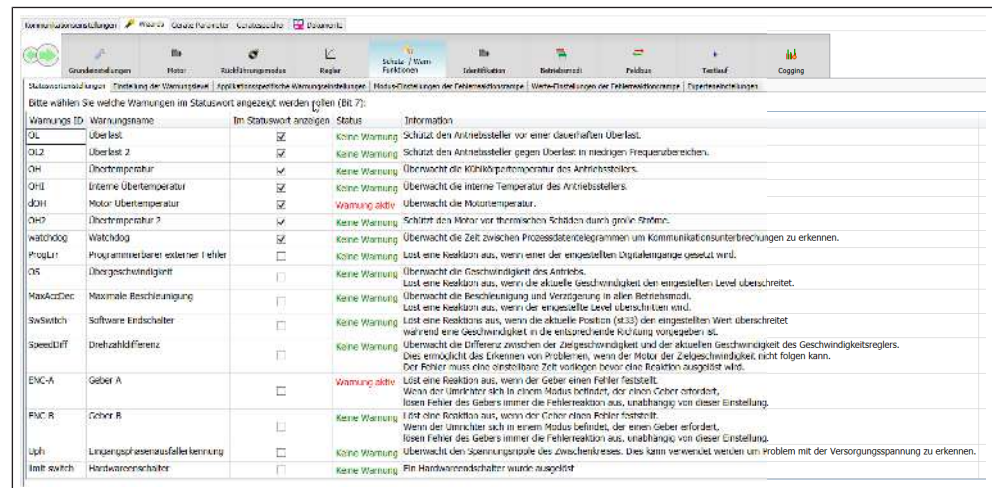 Kommunikationseinstellungen Wizards Geräte Parameter Gerätespeicher Dokumente
Grundeinstellungen Motor Rückführungsmodus Regler Schutz- / Warn- Funktionen Identifikation Betriebsmodi Feldbus Testlauf Cogging
Statuswortenstellungen Einstellung der Warnungslevel Applikationsspezifische Warnungseinstellungen Modus-Einstellungen der Fehlerreaktionsrampe Werte-Einstellungen der Fehlerreaktionsrampe Experteneinstellungen
Bitte wählen Sie welche Warnungen im Statuswort angezeigt werden sollen (Bit 7):
Warnungs ID Warnungsname Im Statuswort anzeigen Status Information
OL Überlast Keine Warnung Schützt den Antriebssteller vor einer dauerhaften Überlast.
OL2 Überlast 2 Keine Warnung Schützt den Antriebssteller gegen Überlast in niedrigen Frequenzbereichen.
OH Übertemperatur Keine Warnung Überwacht die Kühlkörpertemperatur des Antriebsstellers.
OHI Interne Übertemperatur Keine Warnung Überwacht die interne Temperatur des Antriebsstellers.
dOH Motor Übertemperatur Warnung aktiv Überwacht die Motortemperatur.
OH2 Übertemperatur 2 Keine Warnung Schützt den Motor vor thermischen Schäden durch große Ströme.
watchdog Watchdog Keine Warnung Überwacht die Zeit zwischen Prozessdatentelegrammen um Kommunikationsunterbrechungen zu erkennen.
ProgErr Programmierbarer externer Fehler Keine Warnung Löst eine Reaktion aus, wenn einer der eingestellten Digitaleingänge gesetzt wird.
OS Übergeschwindigkeit Keine Warnung Überwacht die Geschwindigkeit des Antriebs.
Löst eine Reaktion aus, wenn die aktuelle Geschwindigkeit den eingestellten Level überschreitet.
MaxAccDec Maximale Beschleunigung Keine Warnung Überwacht die Beschleunigung und Verzögerung in allen Betriebsmodi.
Löst eine Reaktion aus, wenn der eingestellte Level überschritten wird.
SwSwitch Software Endschalter Keine Warnung Löst eine Reaktions aus, wenn die aktuelle Position (st33) den eingestellten Wert überschreitet
während eine Geschwindigkeit in die entsprechende Richtung vorgegeben ist.
SpeedDiff Drehzahldifferenz Keine Warnung Überwacht die Differenz zwischen der Zielgeschwindigkeit und der aktuellen Geschwindigkeit des Geschwindigkeitsreglers.
Dies ermöglicht das Erkennen von Problemen, wenn der Motor der Zielgeschwindigkeit nicht folgen kann.
Der Fehler muss eine einstellbare Zeit vorliegen bevor eine Reaktion ausgelöst wird.
ENC-A Geber A Warnung aktiv Löst eine Reaktion aus, wenn der Geber einen Fehler feststellt.
Wenn der Umrichter sich in einem Modus befindet, der einen Geber erfordert,
lösen Fehler des Gebers immer die Fehlerreaktion aus, unabhängig von dieser Einstellung.
ENC-B Geber B Keine Warnung Löst eine Reaktion aus, wenn der Geber einen Fehler feststellt.
Wenn der Umrichter sich in einem Modus befindet, der einen Geber erfordert,
lösen Fehler des Gebers immer die Fehlerreaktion aus, unabhängig von dieser Einstellung.
Uph Eingangsphasenausfallerkennung Keine Warnung Überwacht den Spannungsripple des Zwischenkreises. Dies kann verwendet werden um Problem mit der Versorgungsspannung zu erkennen.
limit switch Hardwareendschalter Keine Warnung Ein Hardwareendschalter wurde ausgelöst